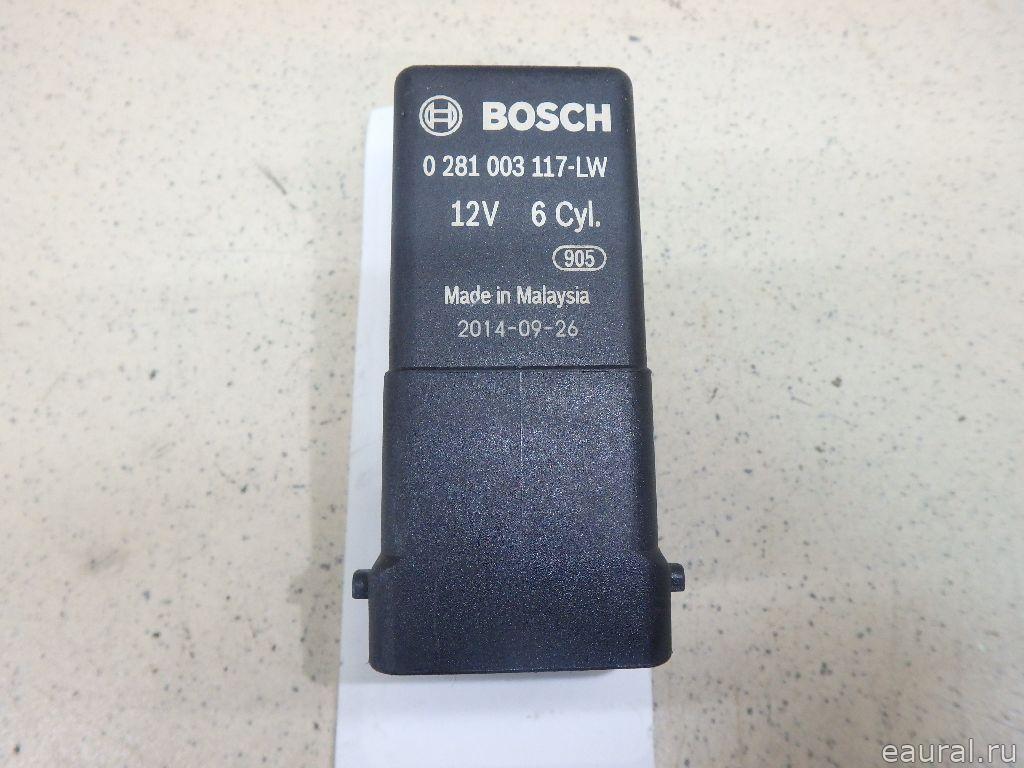 BOSCH
0 281 003 117-LW
12V 6 Cyl.
905
Made in Malaysia
2014-09-26
eaural.ru